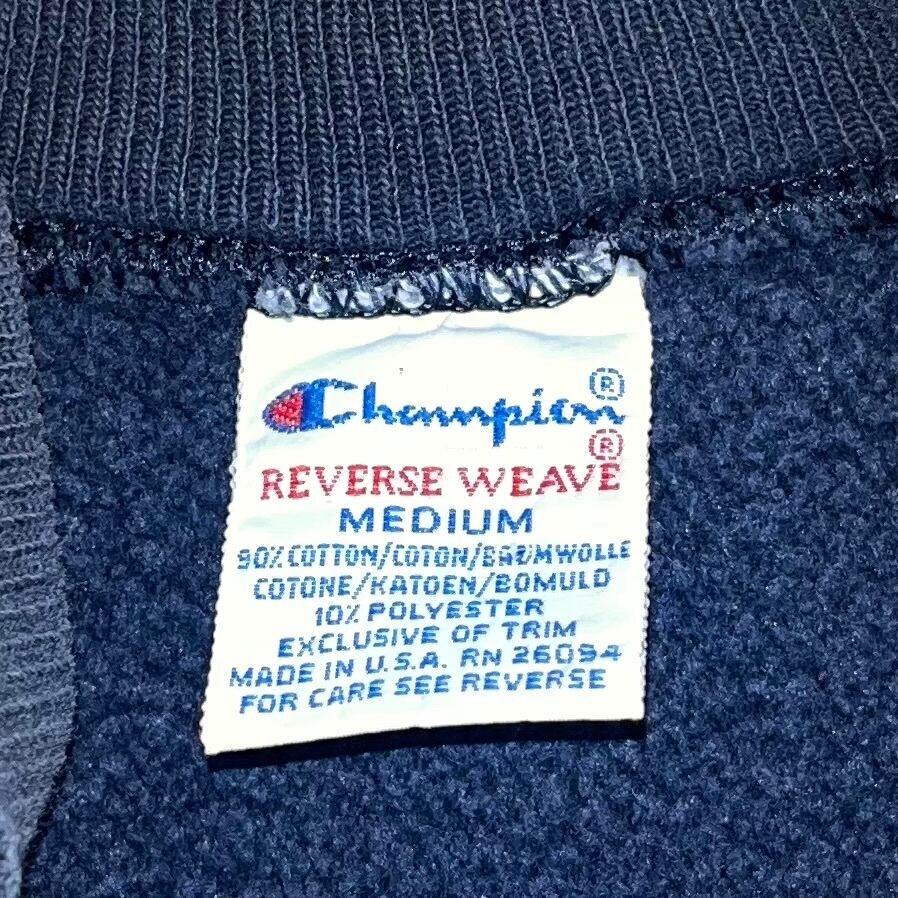 Champion®
REVERSE WEAVE®
MEDIUM
90% COTTON/COTON/BAUMWOLLE
COTONE/KATOEN/BOMULD
10% POLYESTER
EXCLUSIVE OF TRIM
MADE IN U.S.A. RN 26094
FOR CARE SEE REVERSE